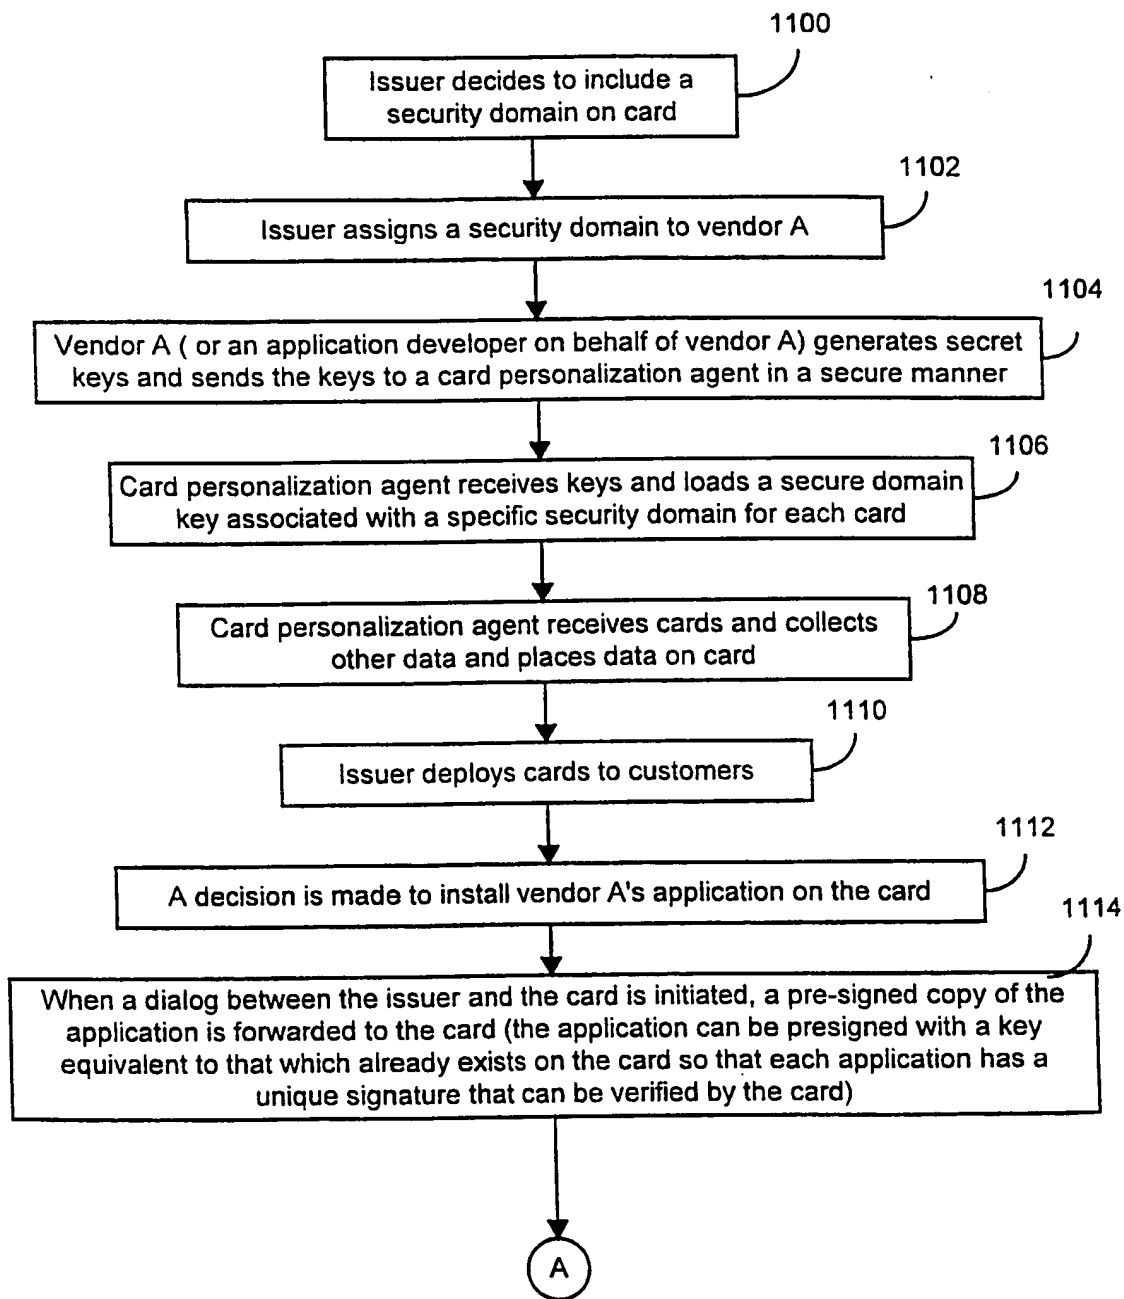 1100
Issuer decides to include a
security domain on card
1102
Issuer assigns a security domain to vendor A
1104
Vendor A ( or an application developer on behalf of vendor A) generates secret
keys and sends the keys to a card personalization agent in a secure manner
1106
Card personalization agent receives keys and loads a secure domain
key associated with a specific security domain for each card
1108
Card personalization agent receives cards and collects
other data and places data on card
1110
Issuer deploys cards to customers
1112
A decision is made to install vendor A's application on the card
1114
When a dialog between the issuer and the card is initiated, a pre-signed copy of the
application is forwarded to the card (the application can be presigned with a key
equivalent to that which already exists on the card so that each application has a
unique signature that can be verified by the card)
A